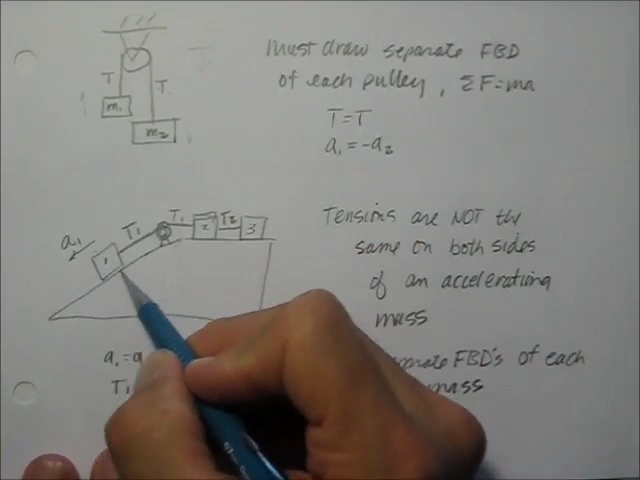 Must draw separate FBD
of each pulley, ΣF=ma
T T
m₁
m₂
T=T
a₁=-a₂
a₁ T₁ T₁ T2
1 2 3
Tensions are NOT the
same on both sides
of an accelerating
mass
a₁=a
T₁
separate FBD's of each
mass